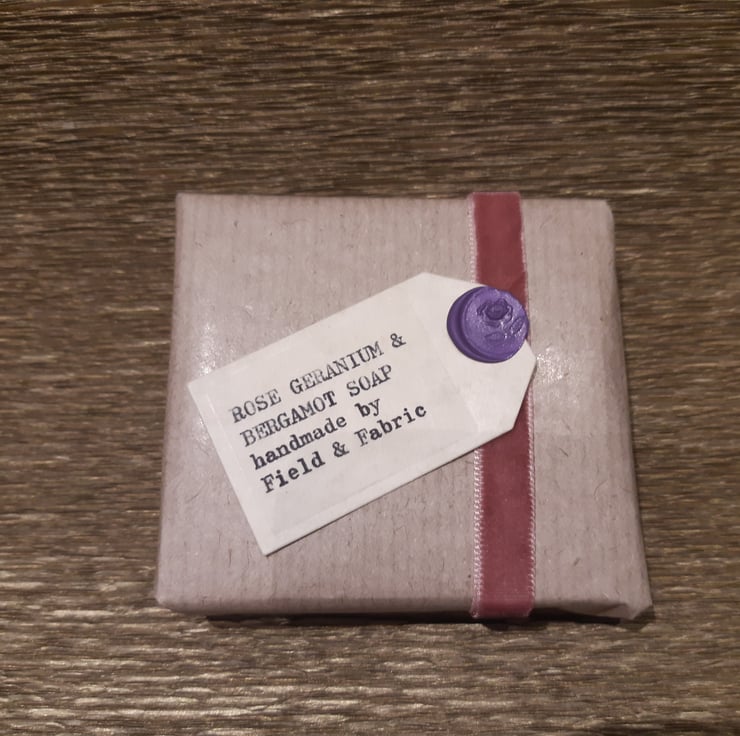 ROSE GERANIUM &
BERGAMOT SOAP
handmade by
Field & Fabric